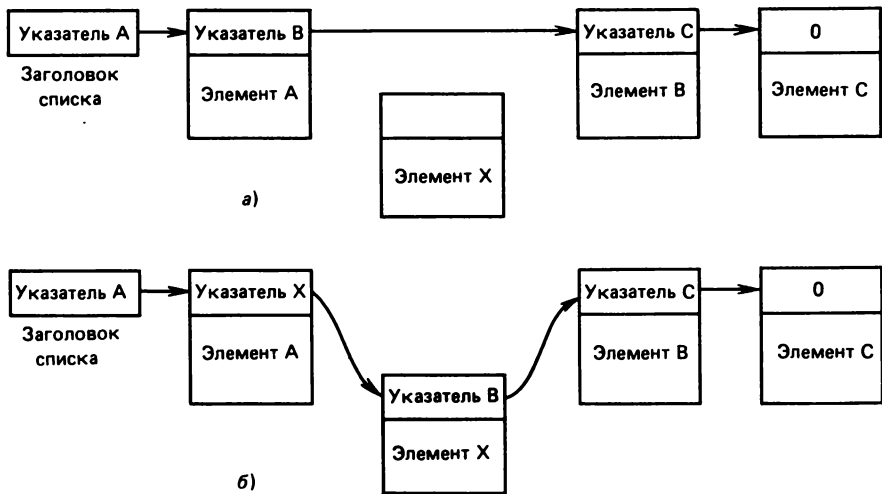 Указатель A
Указатель B
Указатель C
0
Заголовок
списка
Элемент A
Элемент B
Элемент C
Элемент X
а)
Указатель A
Указатель X
Указатель C
0
Заголовок
списка
Элемент A
Элемент B
Элемент C
Указатель B
Элемент X
б)